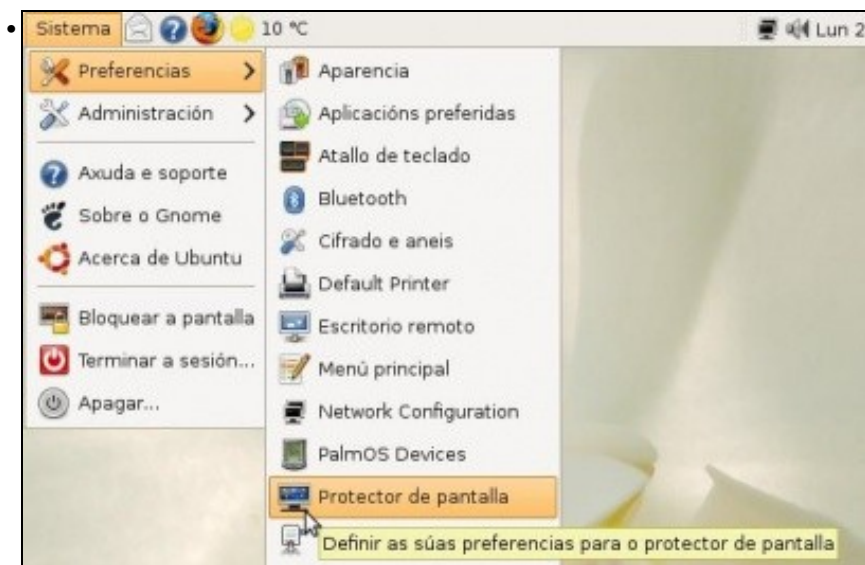 Sistema 10 ºC Lun 2
Preferencias
Administración
Axuda e soporte
Sobre o Gnome
Acerca de Ubuntu
Bloquear a pantalla
Terminar a sesión...
Apagar...
Aparencia
Aplicacións preferidas
Atallo de teclado
Bluetooth
Cifrado e aneis
Default Printer
Escritorio remoto
Menú principal
Network Configuration
PalmOS Devices
Protector de pantalla
Definir as súas preferencias para o protector de pantalla